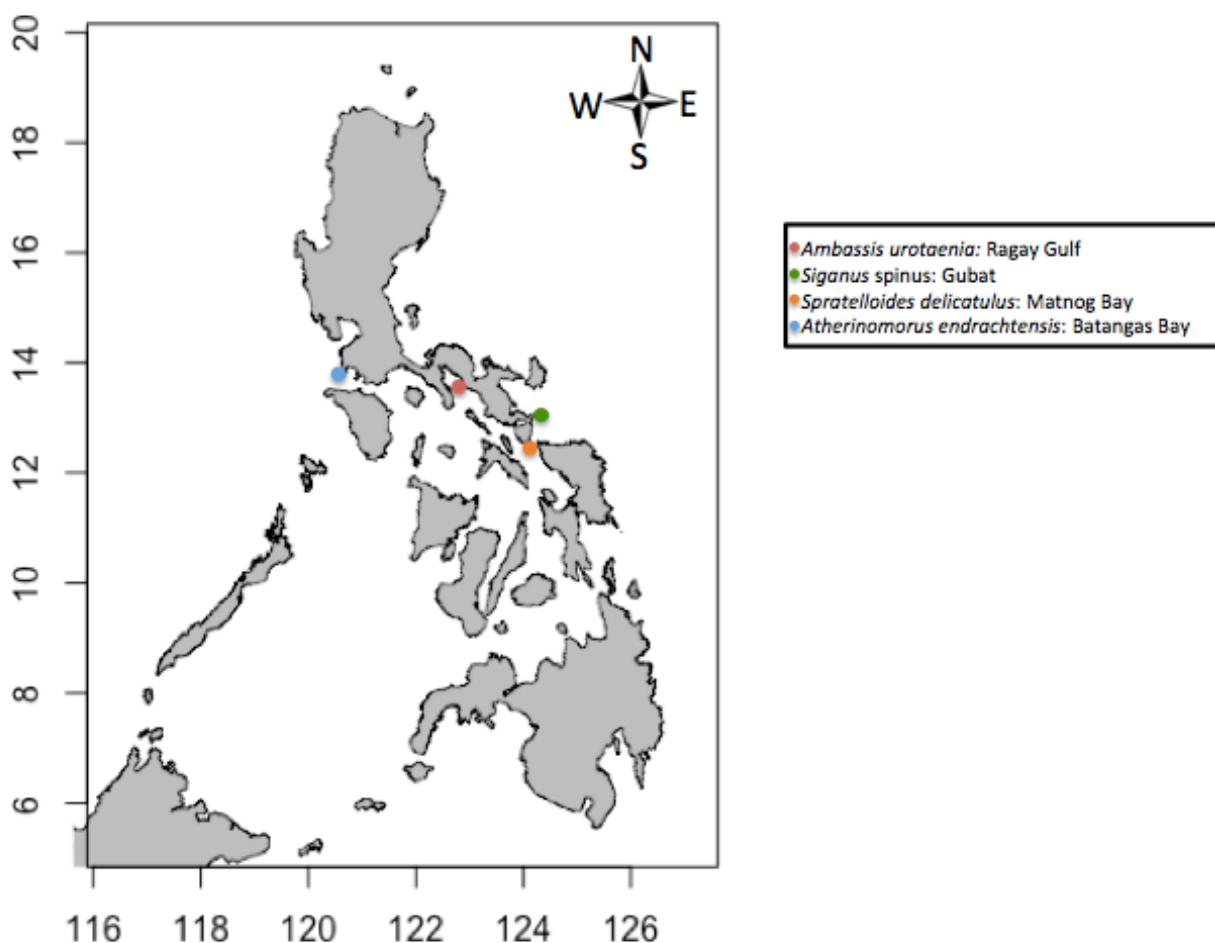 20
18
16
14
12
10
8
6
N
W E
S
Ambassis urotaenia: Ragay Gulf
Siganus spinus: Gubat
Spratelloides delicatulus: Matnog Bay
Atherinomorus endrachtensis: Batangas Bay
116 118 120 122 124 126